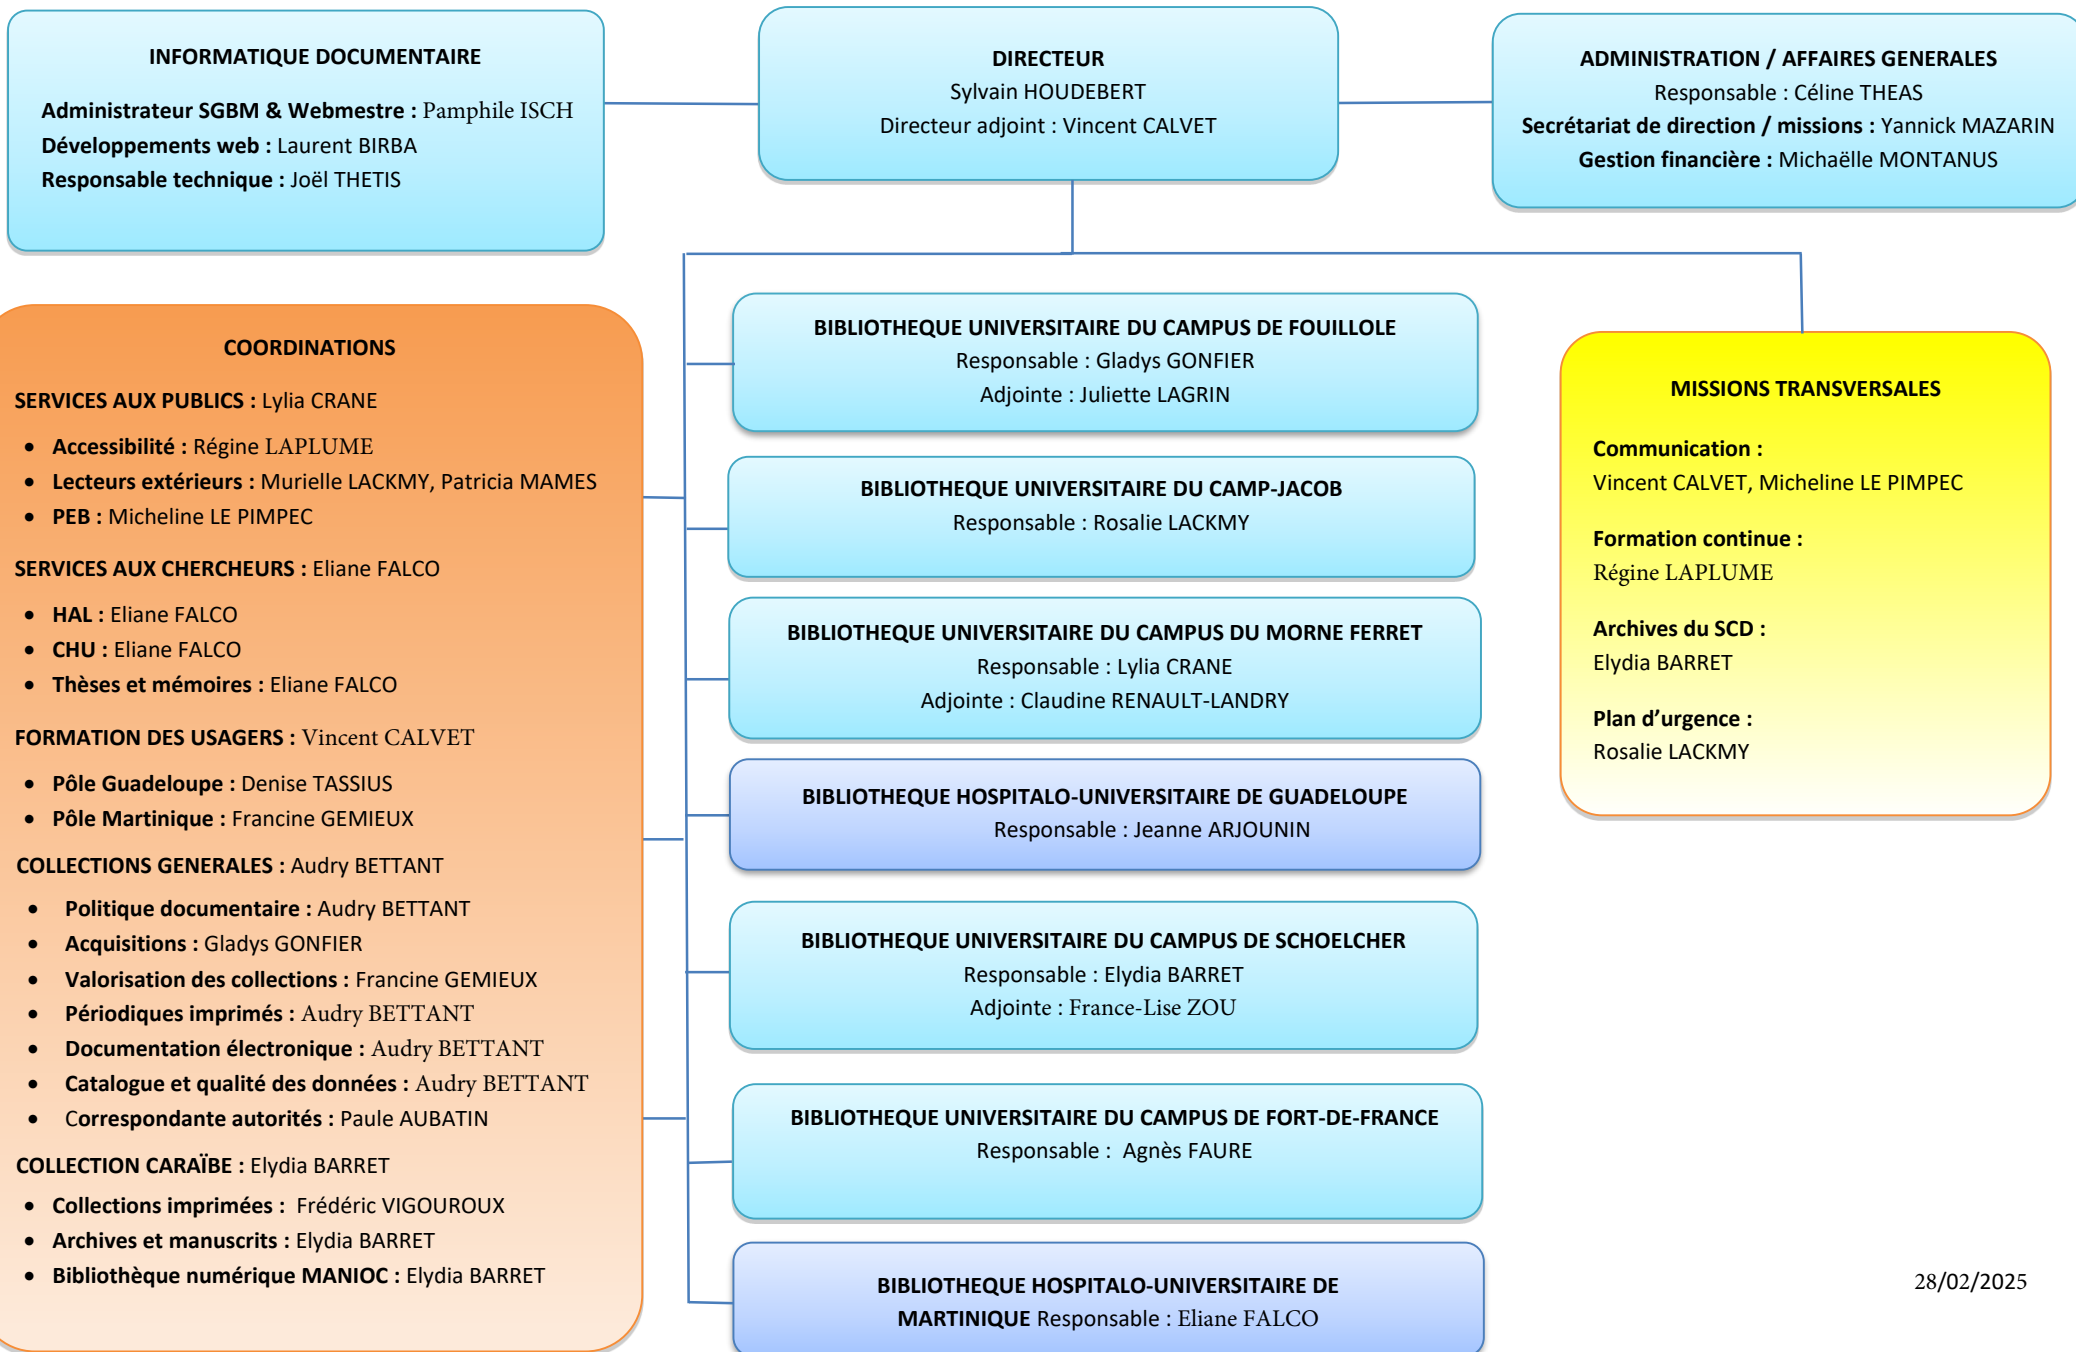 INFORMATIQUE DOCUMENTAIRE
Administrateur SGBM & Webmestre : Pamphile ISCH
Développements web : Laurent BIRBA
Responsable technique : Joël THETIS
DIRECTEUR
Sylvain HOUDEBERT
Directeur adjoint : Vincent CALVET
ADMINISTRATION / AFFAIRES GENERALES
Responsable : Céline THEAS
Secrétariat de direction / missions : Yannick MAZARIN
Gestion financière : Michaëlle MONTANUS
COORDINATIONS
SERVICES AUX PUBLICS : Lylia CRANE
• Accessibilité : Régine LAPLUME
• Lecteurs extérieurs : Murielle LACKMY, Patricia MAMES
• PEB : Micheline LE PIMPEC
SERVICES AUX CHERCHEURS : Eliane FALCO
• HAL : Eliane FALCO
• CHU : Eliane FALCO
• Thèses et mémoires : Eliane FALCO
FORMATION DES USAGERS : Vincent CALVET
• Pôle Guadeloupe : Denise TASSIUS
• Pôle Martinique : Francine GEMIEUX
COLLECTIONS GENERALES : Audry BETTANT
• Politique documentaire : Audry BETTANT
• Acquisitions : Gladys GONFIER
• Valorisation des collections : Francine GEMIEUX
• Périodiques imprimés : Audry BETTANT
• Documentation électronique : Audry BETTANT
• Catalogue et qualité des données : Audry BETTANT
• Correspondante autorités : Paule AUBATIN
COLLECTION CARAÏBE : Elydia BARRET
• Collections imprimées : Frédéric VIGOUROUX
• Archives et manuscrits : Elydia BARRET
• Bibliothèque numérique MANIOC : Elydia BARRET
BIBLIOTHEQUE UNIVERSITAIRE DU CAMPUS DE FOUILLOLE
Responsable : Gladys GONFIER
Adjointe : Juliette LAGRIN
BIBLIOTHEQUE UNIVERSITAIRE DU CAMP-JACOB
Responsable : Rosalie LACKMY
BIBLIOTHEQUE UNIVERSITAIRE DU CAMPUS DU MORNE FERRET
Responsable : Lylia CRANE
Adjointe : Claudine RENAULT-LANDRY
BIBLIOTHEQUE HOSPITALO-UNIVERSITAIRE DE GUADELOUPE
Responsable : Jeanne ARJOUNIN
BIBLIOTHEQUE UNIVERSITAIRE DU CAMPUS DE SCHOELCHER
Responsable : Elydia BARRET
Adjointe : France-Lise ZOU
BIBLIOTHEQUE UNIVERSITAIRE DU CAMPUS DE FORT-DE-FRANCE
Responsable : Agnès FAURE
BIBLIOTHEQUE HOSPITALO-UNIVERSITAIRE DE
MARTINIQUE Responsable : Eliane FALCO
MISSIONS TRANSVERSALES
Communication :
Vincent CALVET, Micheline LE PIMPEC
Formation continue :
Régine LAPLUME
Archives du SCD :
Elydia BARRET
Plan d’urgence :
Rosalie LACKMY
28/02/2025